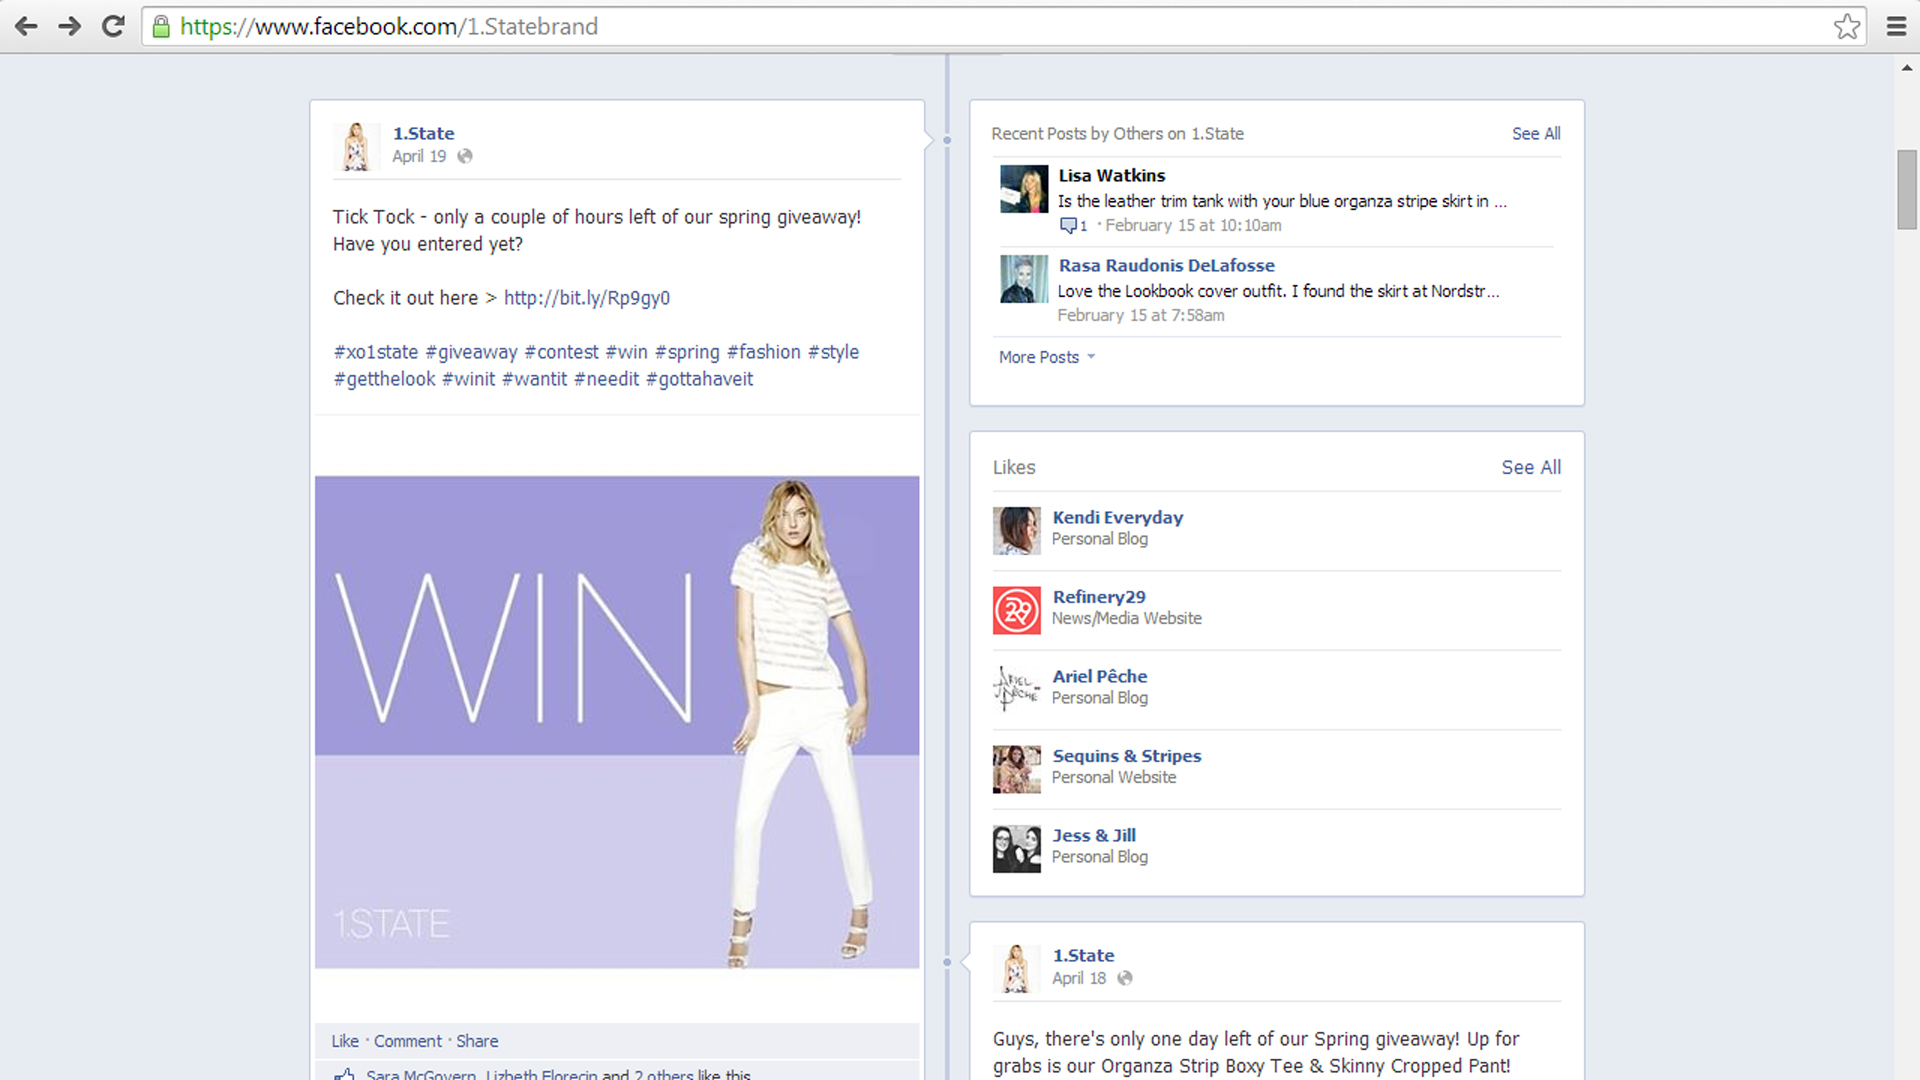 https://www.facebook.com/1.Statebrand
1.State
April 19
Tick Tock - only a couple of hours left of our spring giveaway!
Have you entered yet?
Check it out here > http://bit.ly/Rp9gy0
#xo1state #giveaway #contest #win #spring #fashion #style
#getthelook #winit #wantit #needit #gottahaveit
WIN
1.STATE
Like · Comment · Share
Sara McGovern, Lizbeth Florecin and 2 others like this.
Recent Posts by Others on 1.State
See All
Lisa Watkins
Is the leather trim tank with your blue organza stripe skirt in ...
1 · February 15 at 10:10am
Rasa Raudonis DeLafosse
Love the Lookbook cover outfit. I found the skirt at Nordstr...
February 15 at 7:58am
More Posts
Likes
See All
Kendi Everyday
Personal Blog
29
Refinery29
News/Media Website
ARIEL
PÊCHE
Ariel Pêche
Personal Blog
Sequins & Stripes
Personal Website
Jess & Jill
Personal Blog
1.State
April 18
Guys, there's only one day left of our Spring giveaway! Up for
grabs is our Organza Strip Boxy Tee & Skinny Cropped Pant!